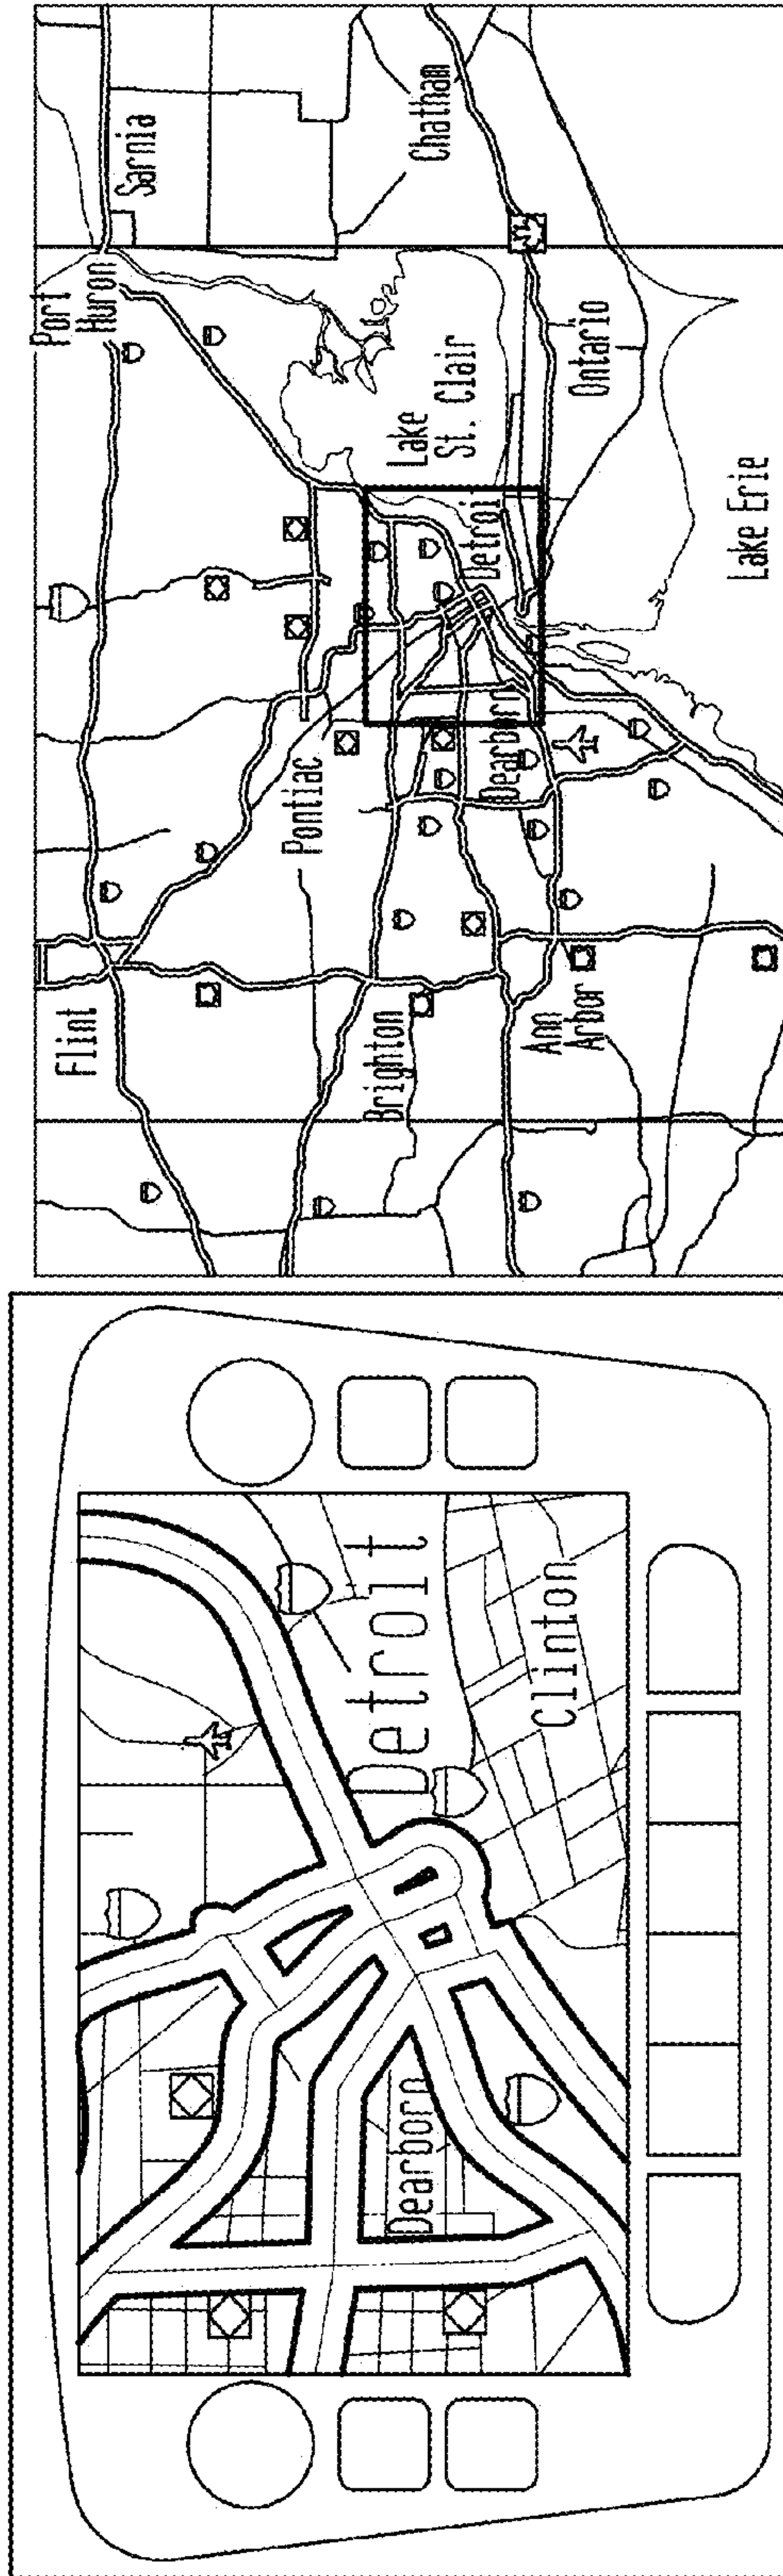 Detroit
Dearborn
Clinton
Port
Huron
Flint
Sarnia
Pontiac
Brighton
Lake
St. Clair
Chatham
Detroi
Dearborn
Ann
Arbor
Ontario
Lake Erie